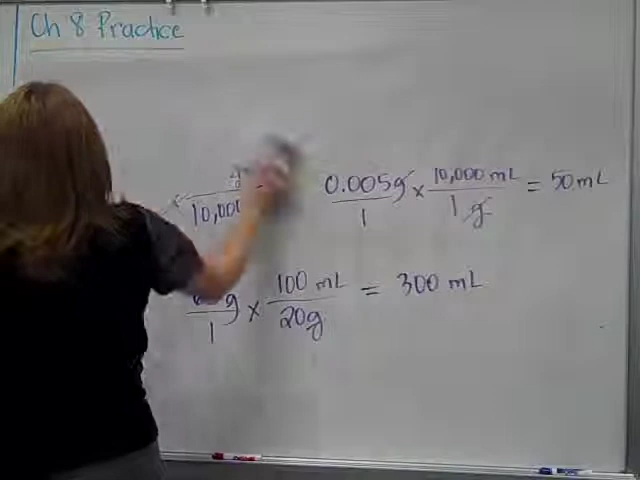 Ch 8 Practice
10,000 0.005g/1 × 10,000 mL/1 g = 50 mL
g/1 × 100 mL/20g = 300 mL